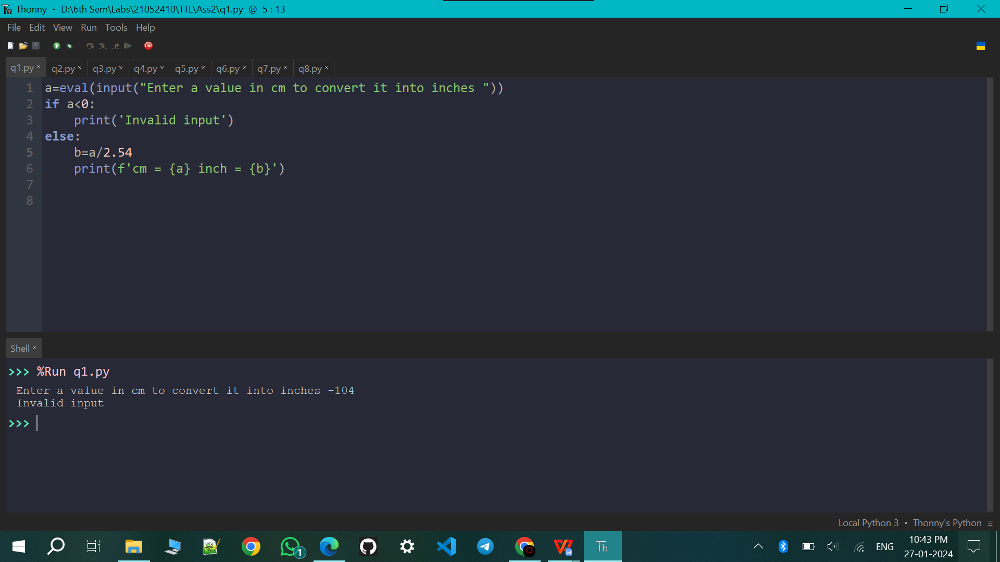 Thonny - D:\6th Sem\Labs\21052410\TTL\Ass2\q1.py @ 5 : 13
File Edit View Run Tools Help
STOP
q1.py × q2.py × q3.py × q4.py × q5.py × q6.py × q7.py × q8.py ×
1 a=eval(input("Enter a value in cm to convert it into inches "))
2 if a<0:
3     print('Invalid input')
4 else:
5     b=a/2.54
6     print(f'cm = {a} inch = {b}')
7
8
Shell ×
>>> %Run q1.py
Enter a value in cm to convert it into inches -104
Invalid input
>>>
Local Python 3 • Thonny's Python ≡
1
Th
ENG
10:43 PM
27-01-2024